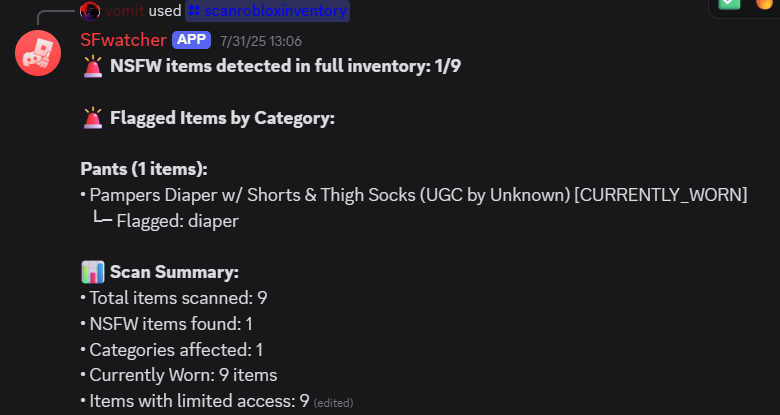 vomit used scanrobloxinventory
SFwatcher APP 7/31/25 13:06
NSFW items detected in full inventory: 1/9
Flagged Items by Category:
Pants (1 items):
• Pampers Diaper w/ Shorts & Thigh Socks (UGC by Unknown) [CURRENTLY_WORN]
└─ Flagged: diaper
Scan Summary:
• Total items scanned: 9
• NSFW items found: 1
• Categories affected: 1
• Currently Worn: 9 items
• Items with limited access: 9 (edited)